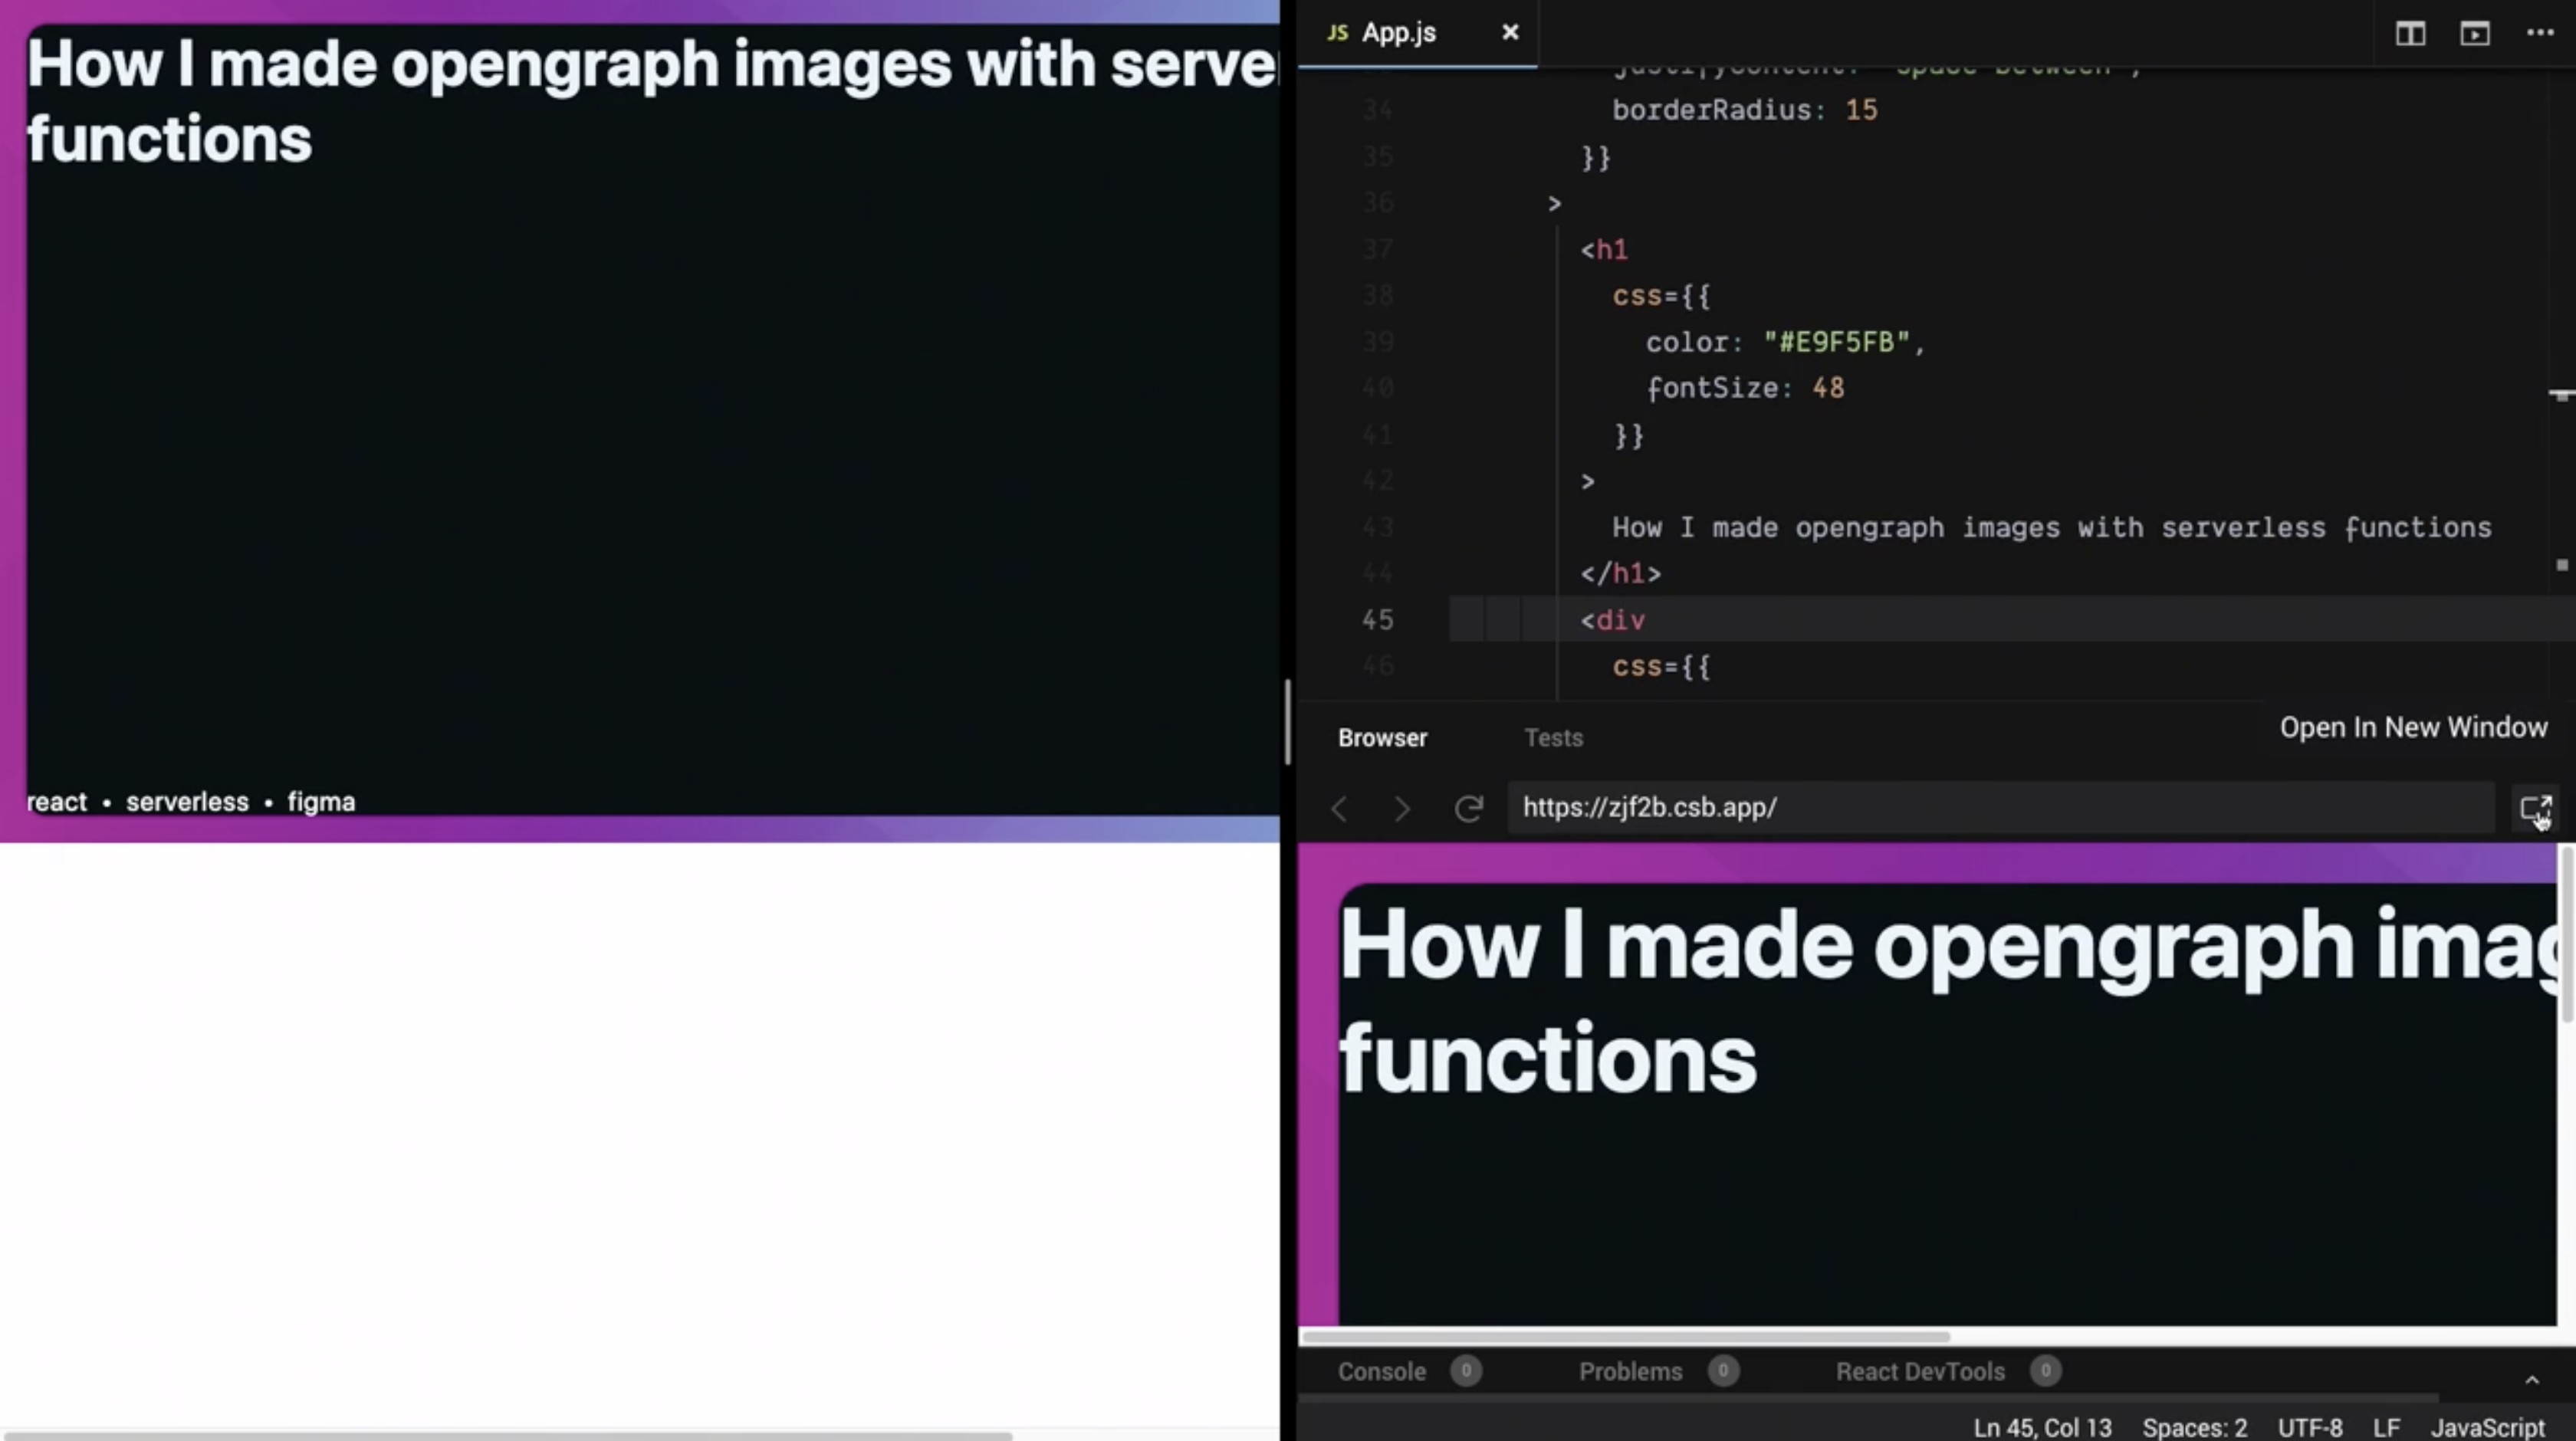 How I made opengraph images with serve
functions
react • serverless • figma
JS App.js
justifyContent: "space-between",
34 borderRadius: 15
35 }}
36 >
37 <h1
38 css={{
39 color: "#E9F5FB",
40 fontSize: 48
41 }}
42 >
43 How I made opengraph images with serverless functions
44 </h1>
45 <div
46 css={{
Open In New Window
Browser Tests
https://zjf2b.csb.app/
How I made opengraph imag
functions
Console 0 Problems 0 React DevTools 0
Ln 45, Col 13 Spaces: 2 UTF-8 LF JavaScript